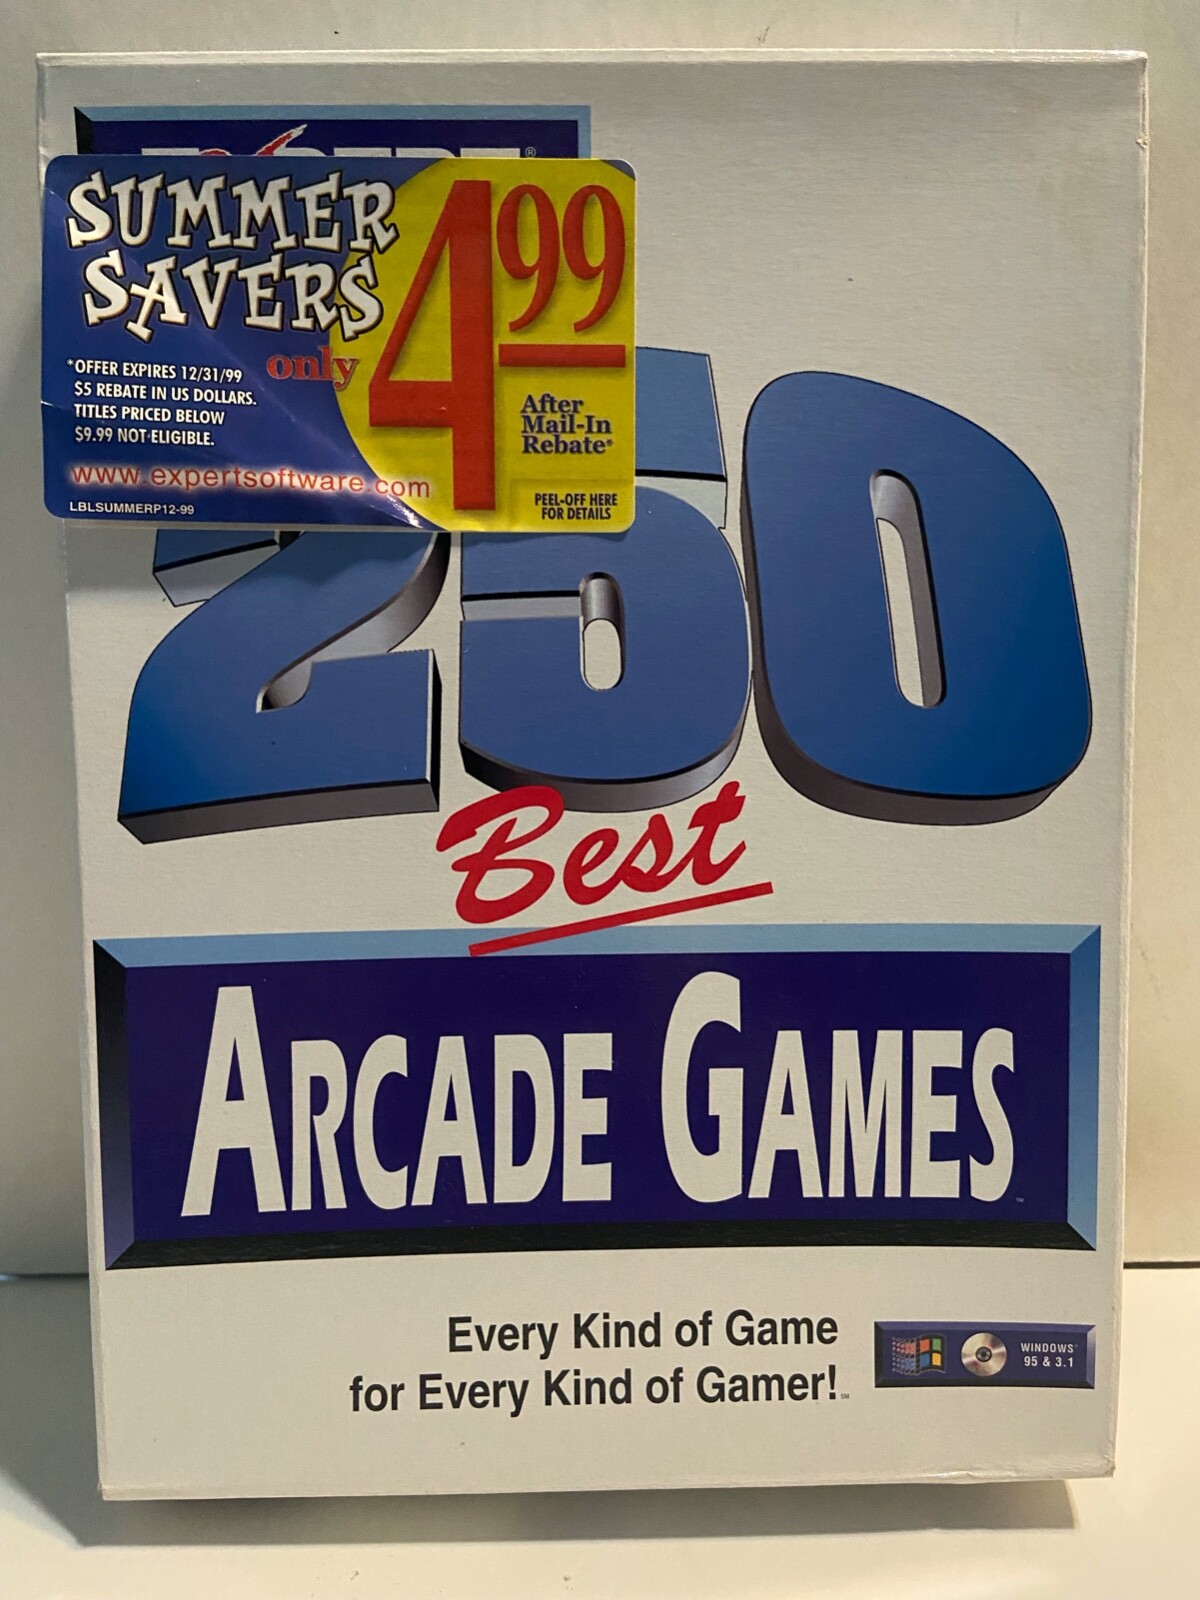 ®
SUMMER
SAVERS
only
4 99
*OFFER EXPIRES 12/31/99
$5 REBATE IN US DOLLARS.
TITLES PRICED BELOW
$9.99 NOT ELIGIBLE.
After
Mail-In
Rebate*
www.expertsoftware.com
LBLSUMMERP12-99
PEEL-OFF HERE
FOR DETAILS
250
Best
ARCADE GAMES™
Every Kind of Game
for Every Kind of Gamer!℠
WINDOWS®
95 & 3.1